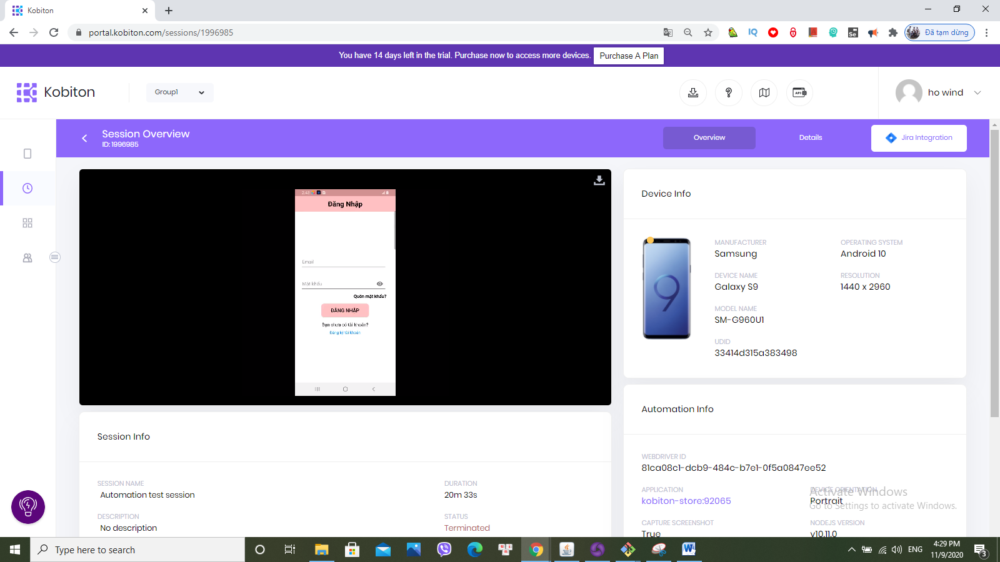 Kobiton
portal.kobiton.com/sessions/1996985
Đã tạm dừng
You have 14 days left in the trial. Purchase now to access more devices.
Purchase A Plan
Kobiton
Group1
API
ho wind
Session Overview
ID: 1996985
Overview
Details
Jira Integration
2:43
Đăng Nhập
Email
Mật khẩu
Quên mật khẩu?
ĐĂNG NHẬP
Bạn chưa có tài khoản?
Đăng ký tài khoản
Device Info
MANUFACTURER
Samsung
OPERATING SYSTEM
Android 10
DEVICE NAME
Galaxy S9
RESOLUTION
1440 x 2960
MODEL NAME
SM-G960U1
UDID
33414d315a383498
Session Info
SESSION NAME
Automation test session
DURATION
20m 33s
DESCRIPTION
No description
STATUS
Terminated
Automation Info
WEBDRIVER ID
81ca08c1-dcb9-484c-b7e1-0f5a0847ee52
APPLICATION
kobiton-store:92065
DEVICE ORIENTATION
Portrait
CAPTURE SCREENSHOT
True
NODEJS VERSION
v10.11.0
Activate Windows
Go to Settings to activate Windows.
Type here to search
ENG
4:29 PM
11/9/2020
3